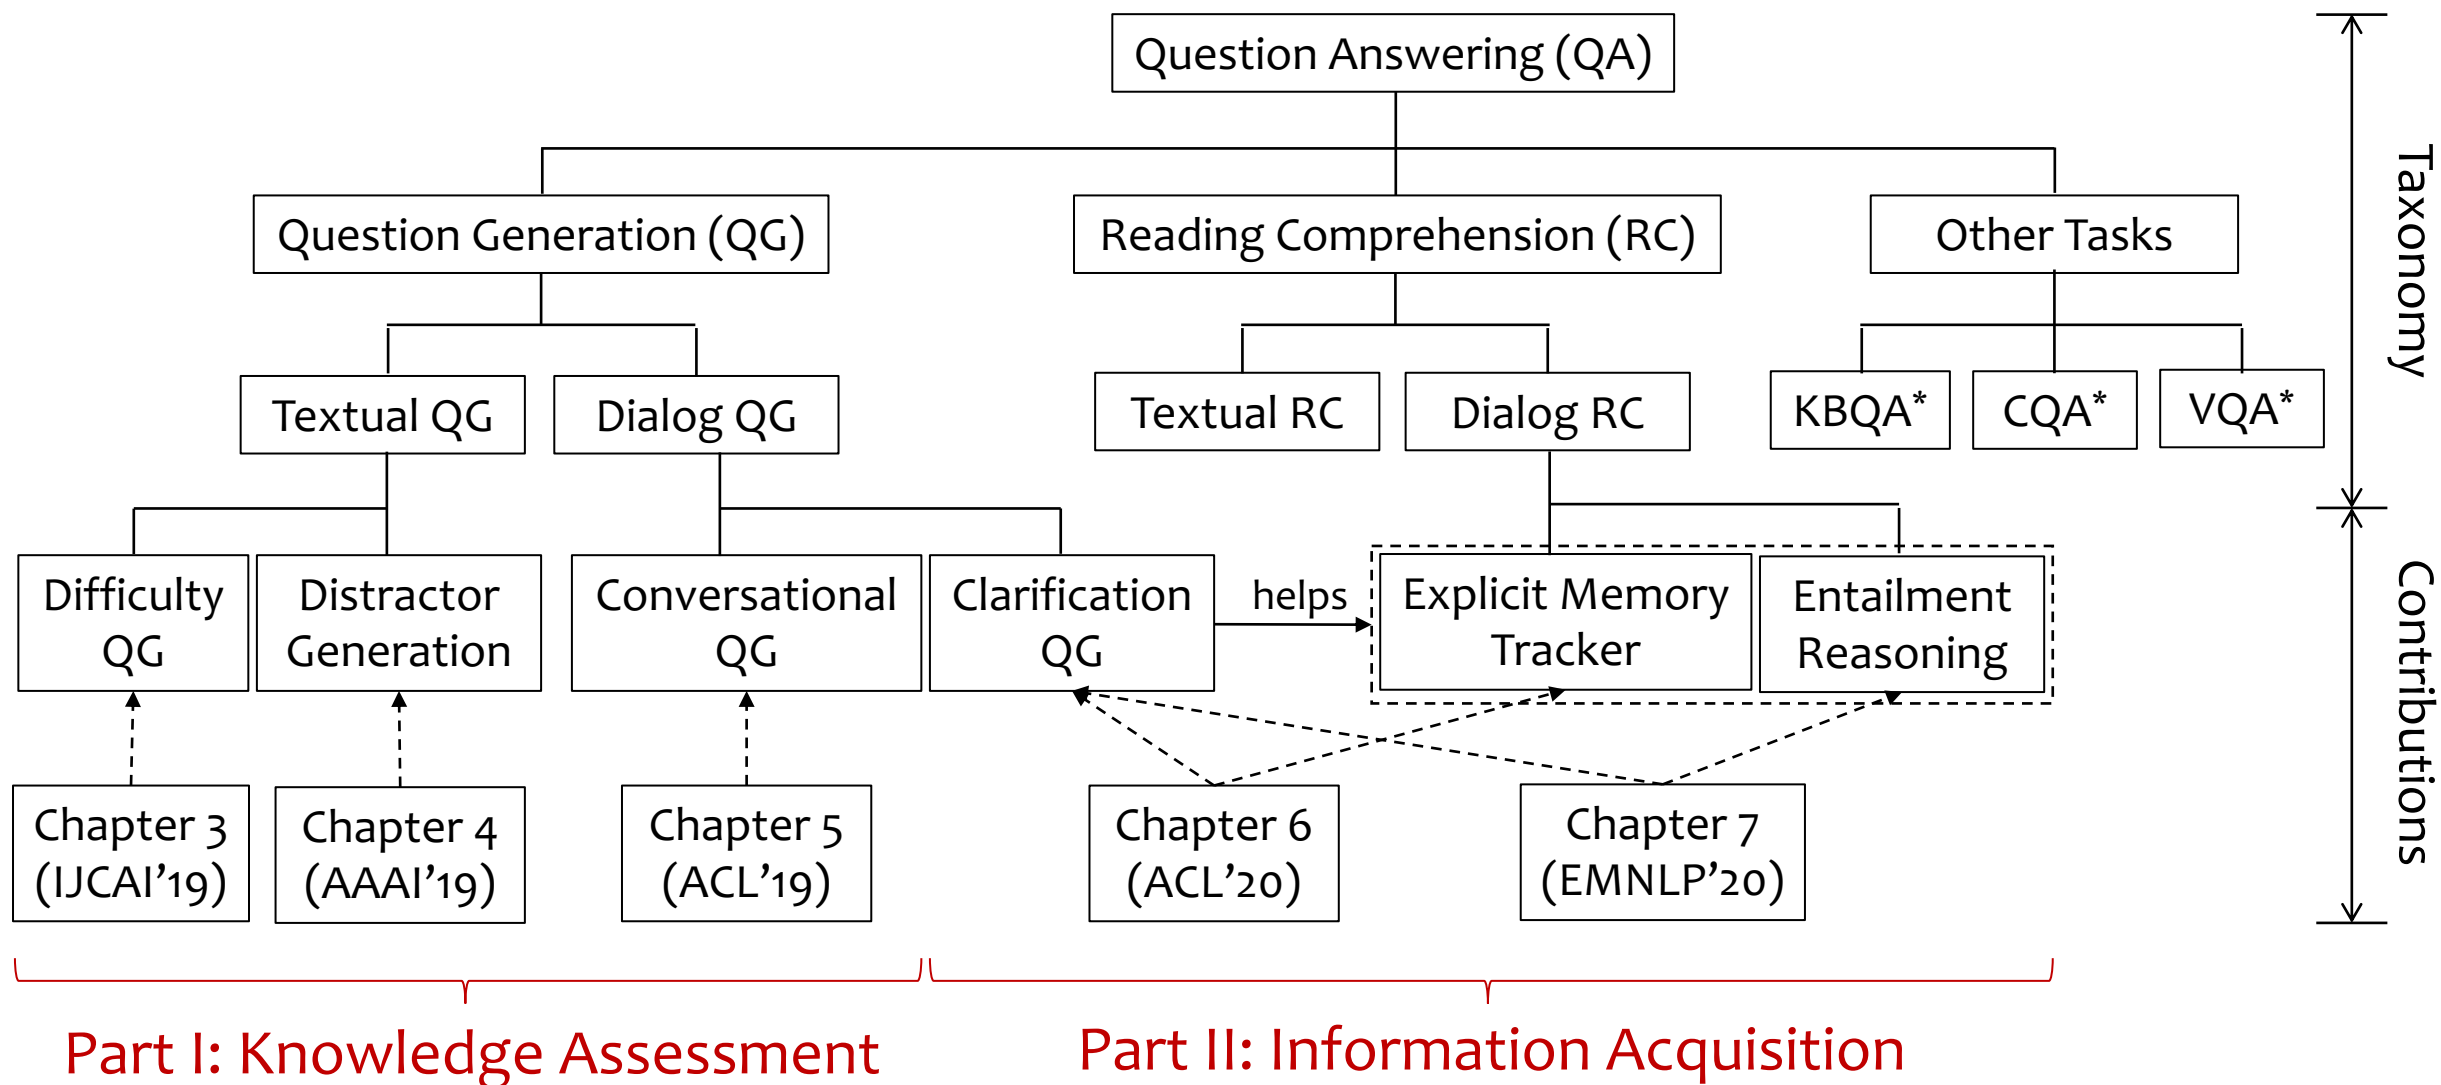 Question Answering (QA)
Question Generation (QG)
Reading Comprehension (RC)
Other Tasks
Taxonomy
Textual QG
Dialog QG
Textual RC
Dialog RC
KBQA*
CQA*
VQA*
Difficulty
QG
Distractor
Generation
Conversational
QG
Clarification
QG
helps
Explicit Memory
Tracker
Entailment
Reasoning
Contributions
Chapter 3
(IJCAI’19)
Chapter 4
(AAAI’19)
Chapter 5
(ACL’19)
Chapter 6
(ACL’20)
Chapter 7
(EMNLP’20)
Part I: Knowledge Assessment
Part II: Information Acquisition